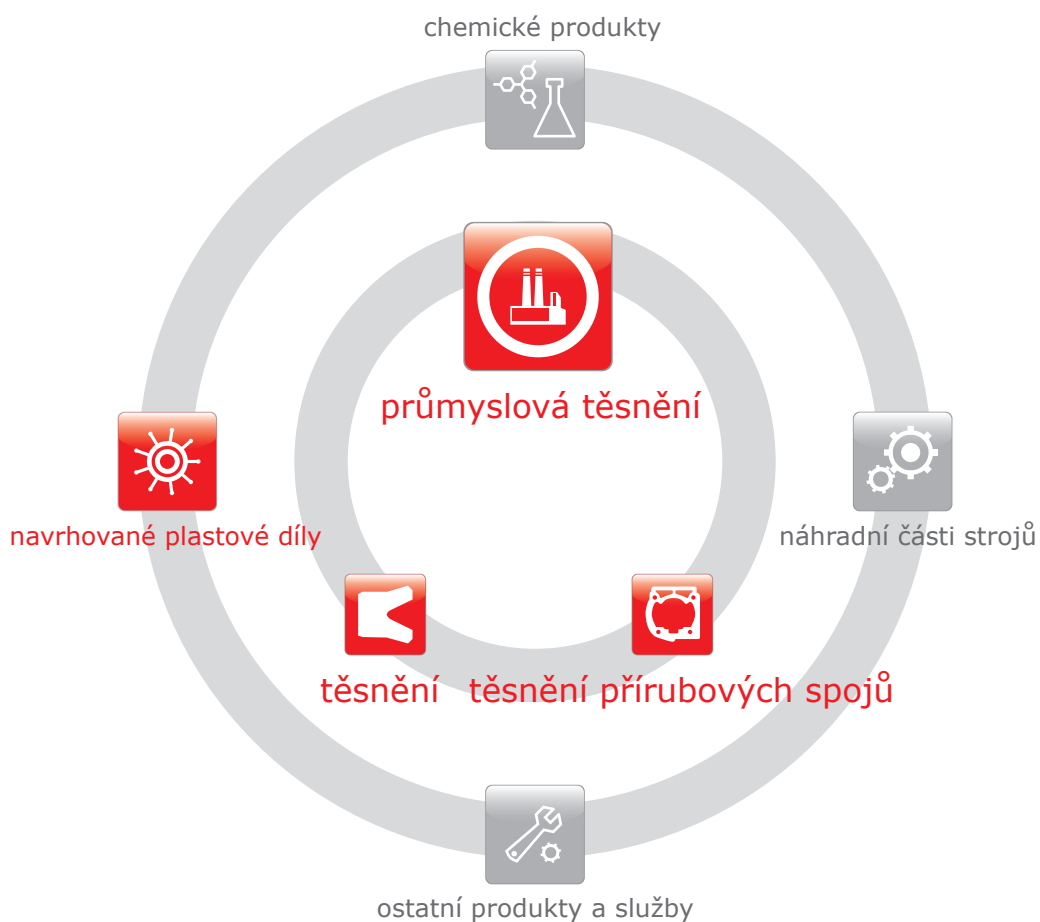 chemické produkty
průmyslová těsnění
navrhované plastové díly
náhradní části strojů
těsnění
těsnění přírubových spojů
ostatní produkty a služby